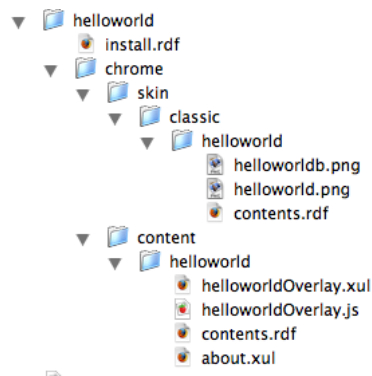 helloworld
install.rdf
chrome
skin
classic
helloworld
helloworldb.png
helloworld.png
contents.rdf
content
helloworld
helloworldOverlay.xul
helloworldOverlay.js
contents.rdf
about.xul